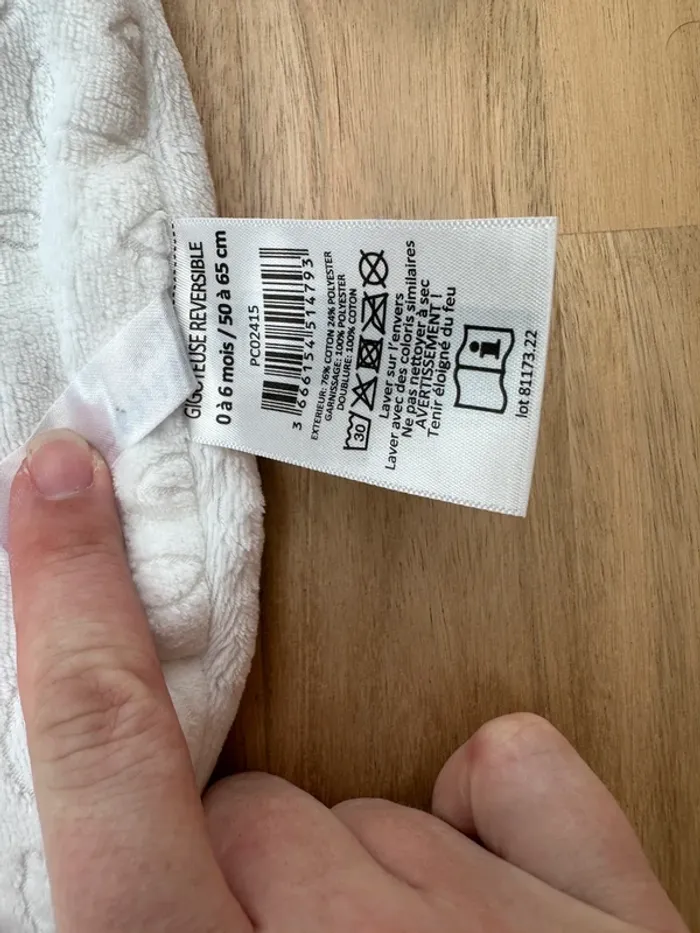 GIGOTEUSE REVERSIBLE
0 à 6 mois / 50 à 65 cm
PC02415
3 666154 514793
EXTERIEUR: 76% COTON 24% POLYESTER
GARNISSAGE: 100% POLYESTER
DOUBLURE: 100% COTON
30
Laver sur l'envers
Laver avec des coloris similaires
Ne pas nettoyer à sec
AVERTISSEMENT !
Tenir éloigné du feu
i
lot 81173.22